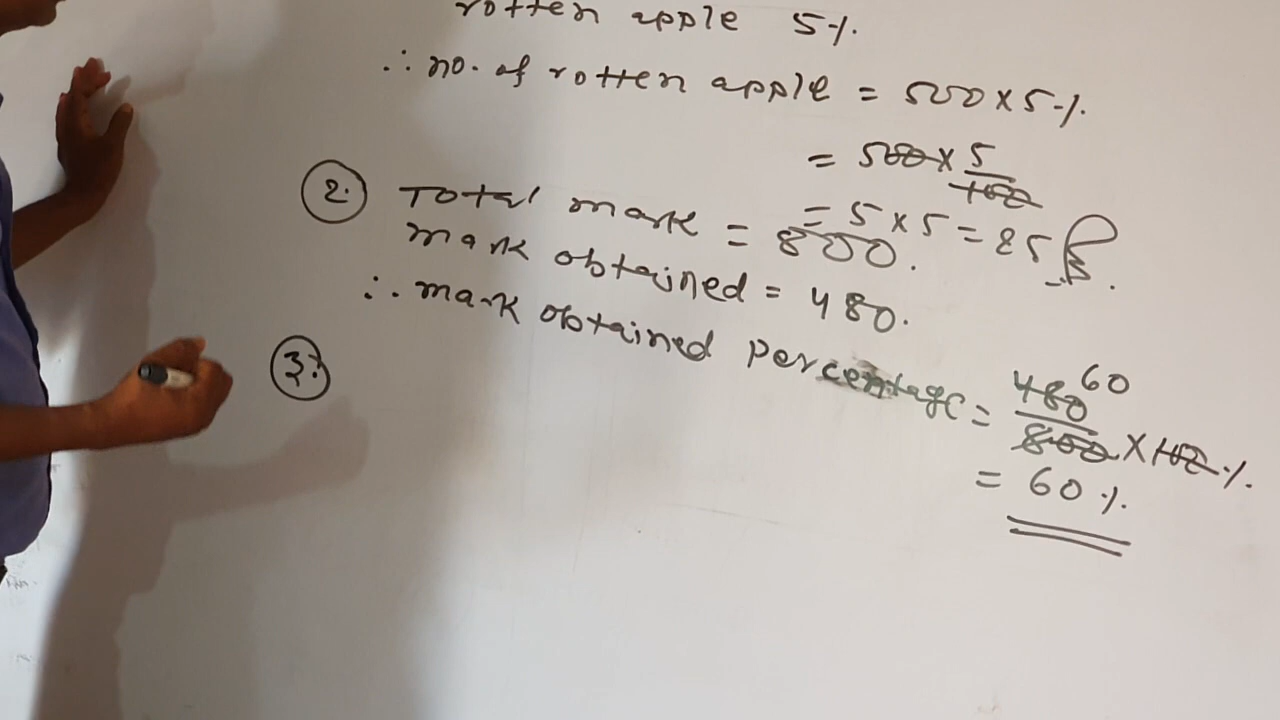 rotten apple 5%
∴ no. of rotten apple = 500 x 5%
= 500 x 5/100
= 5 x 5 = 25
2. Total mark = 800.
mark obtained = 480.
∴ mark obtained percentage = 480/800 x 100 %. 60
= 60%
3.